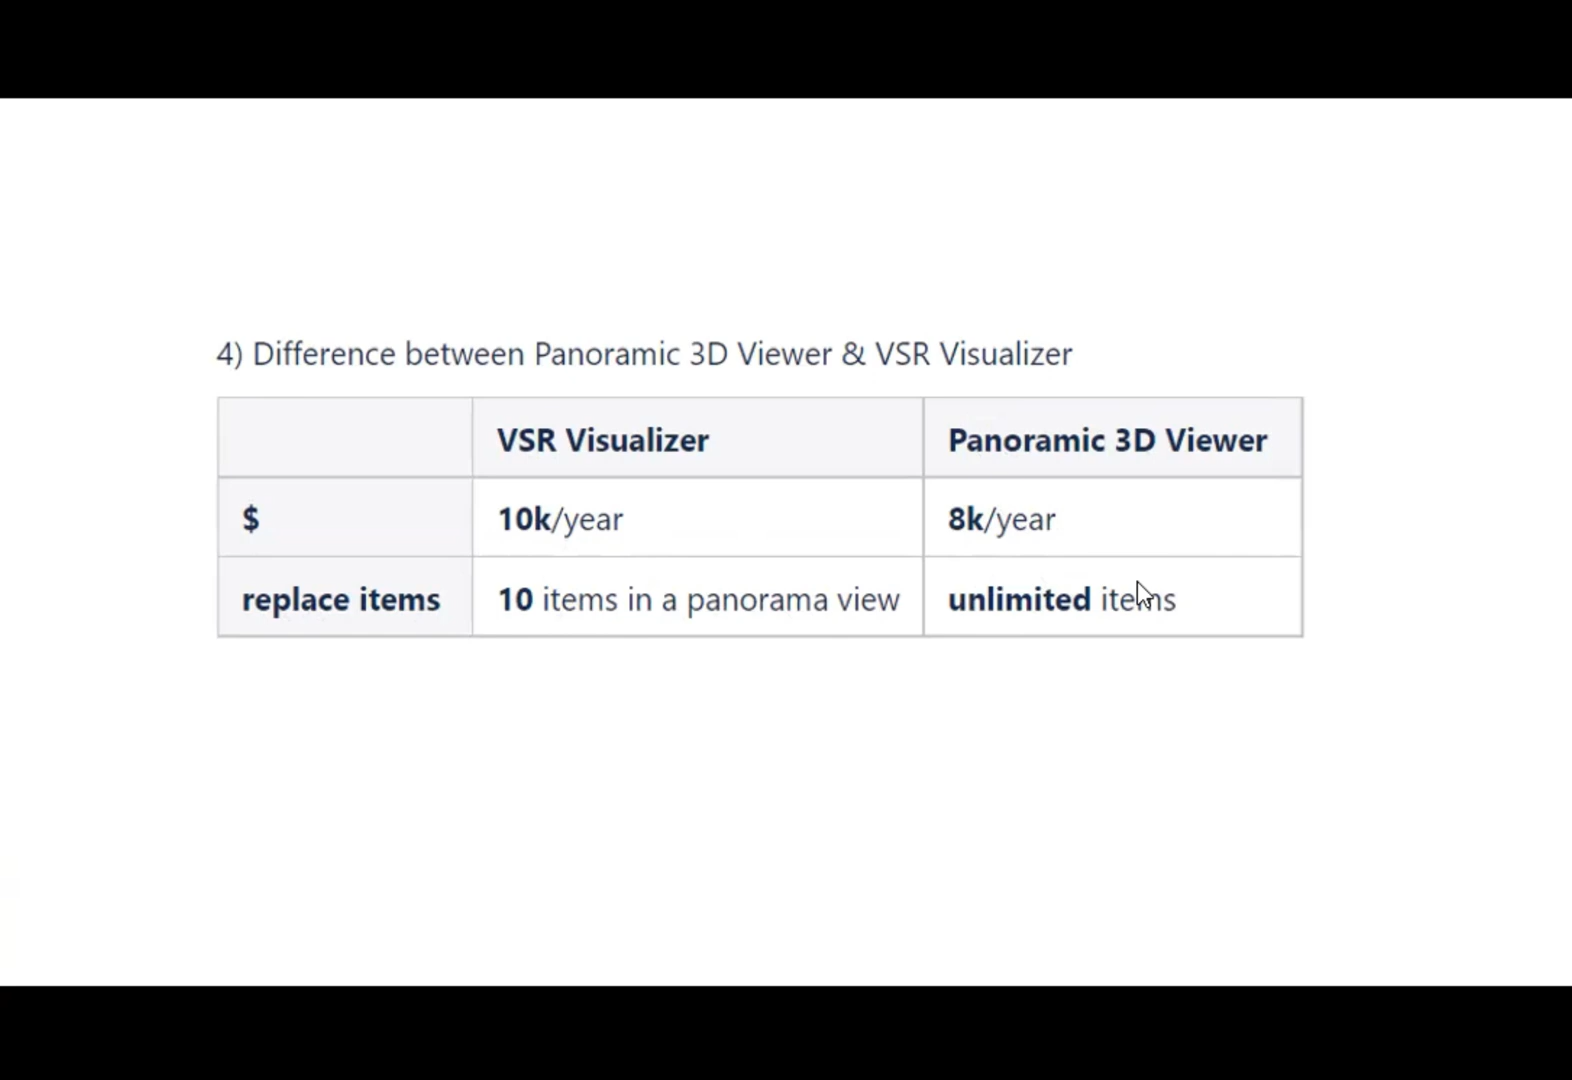 4) Difference between Panoramic 3D Viewer & VSR Visualizer
VSR Visualizer Panoramic 3D Viewer
$ 10k/year 8k/year
replace items 10 items in a panorama view unlimited items